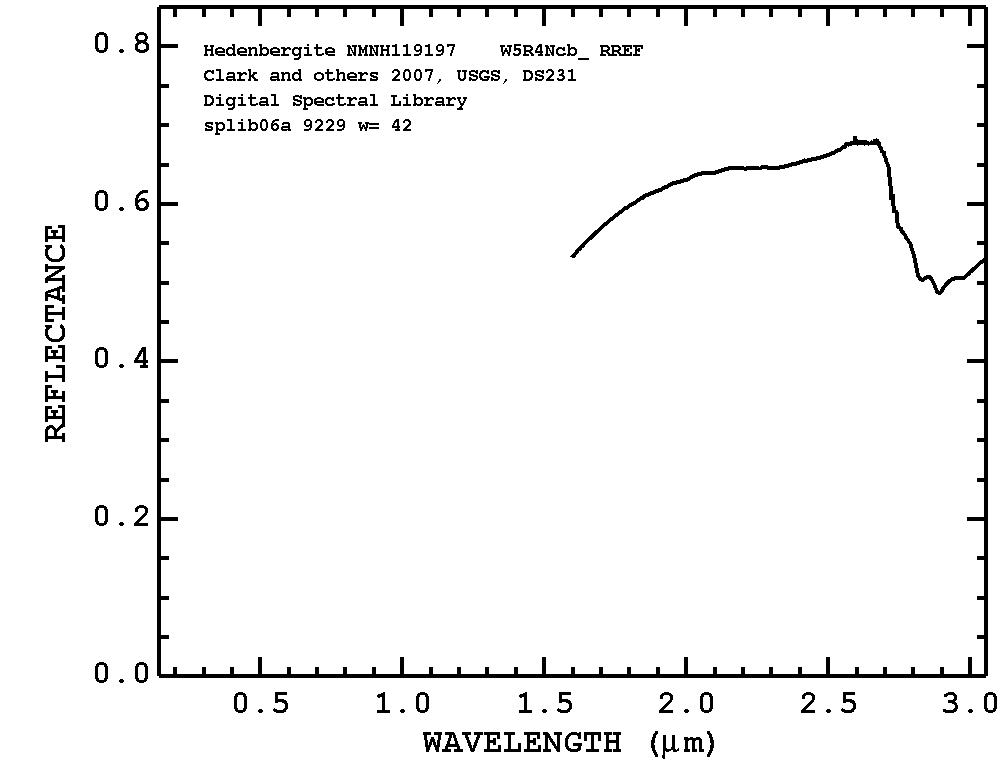 0.8
Hedenbergite NMNH119197 W5R4Ncb_ RREF
Clark and others 2007, USGS, DS231
Digital Spectral Library
splib06a 9229 w= 42
0.6
REFLECTANCE
0.4
0.2
0.0
0.5 1.0 1.5 2.0 2.5 3.0
WAVELENGTH (μm)